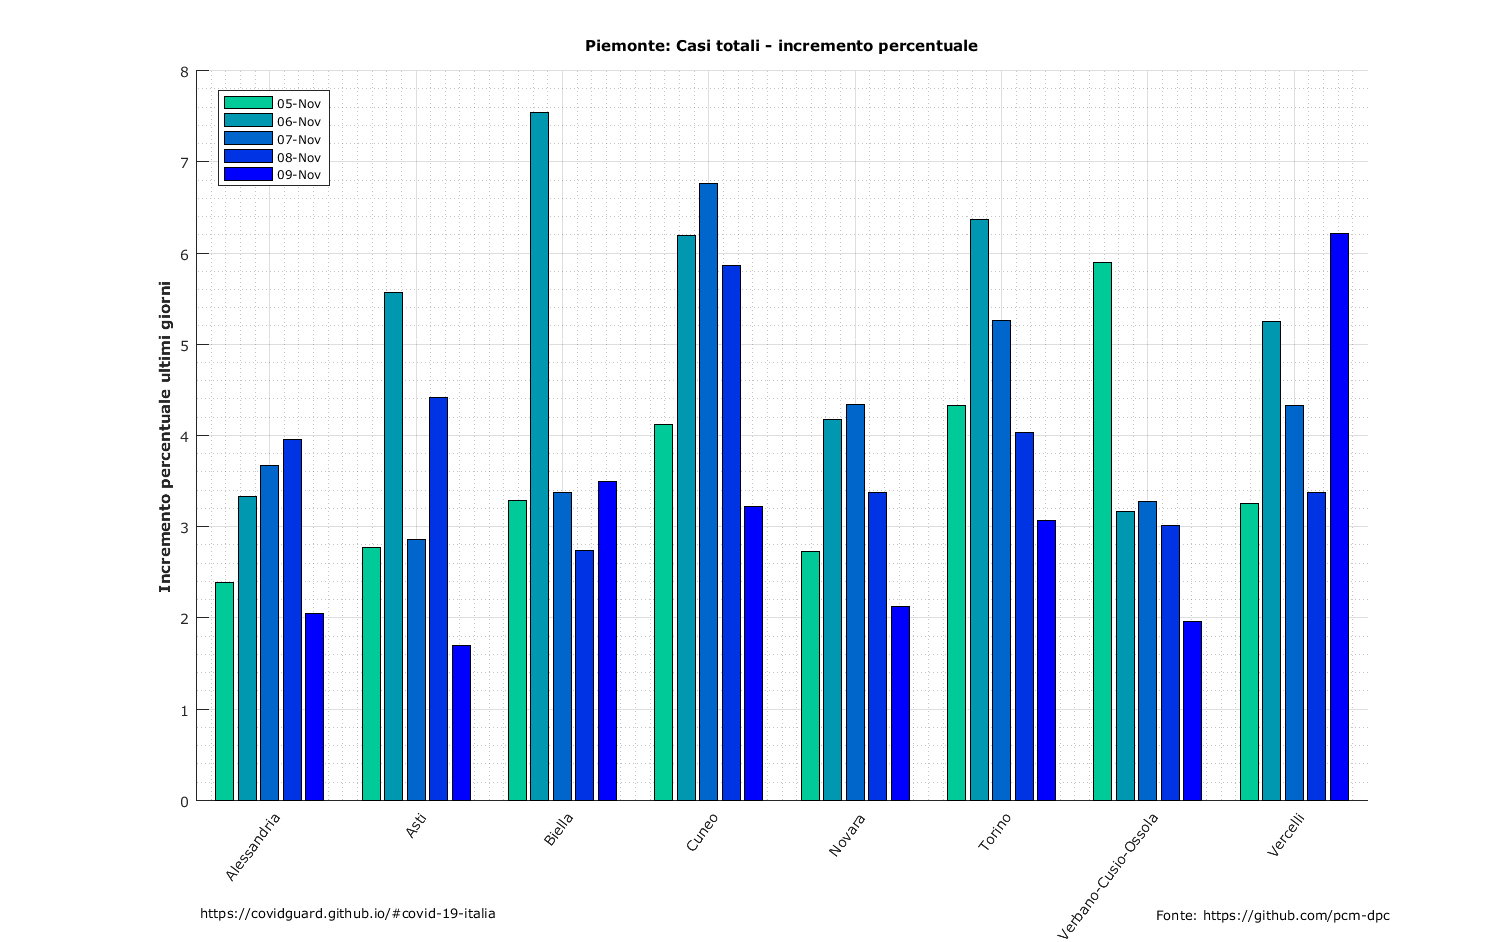 Piemonte: Casi totali - incremento percentuale
8
7
6
5
4
3
2
1
0
Incremento percentuale ultimi giorni
05-Nov
06-Nov
07-Nov
08-Nov
09-Nov
Alessandria
Asti
Biella
Cuneo
Novara
Torino
Verbano-Cusio-Ossola
Vercelli
https://covidguard.github.io/#covid-19-italia
Fonte: https://github.com/pcm-dpc